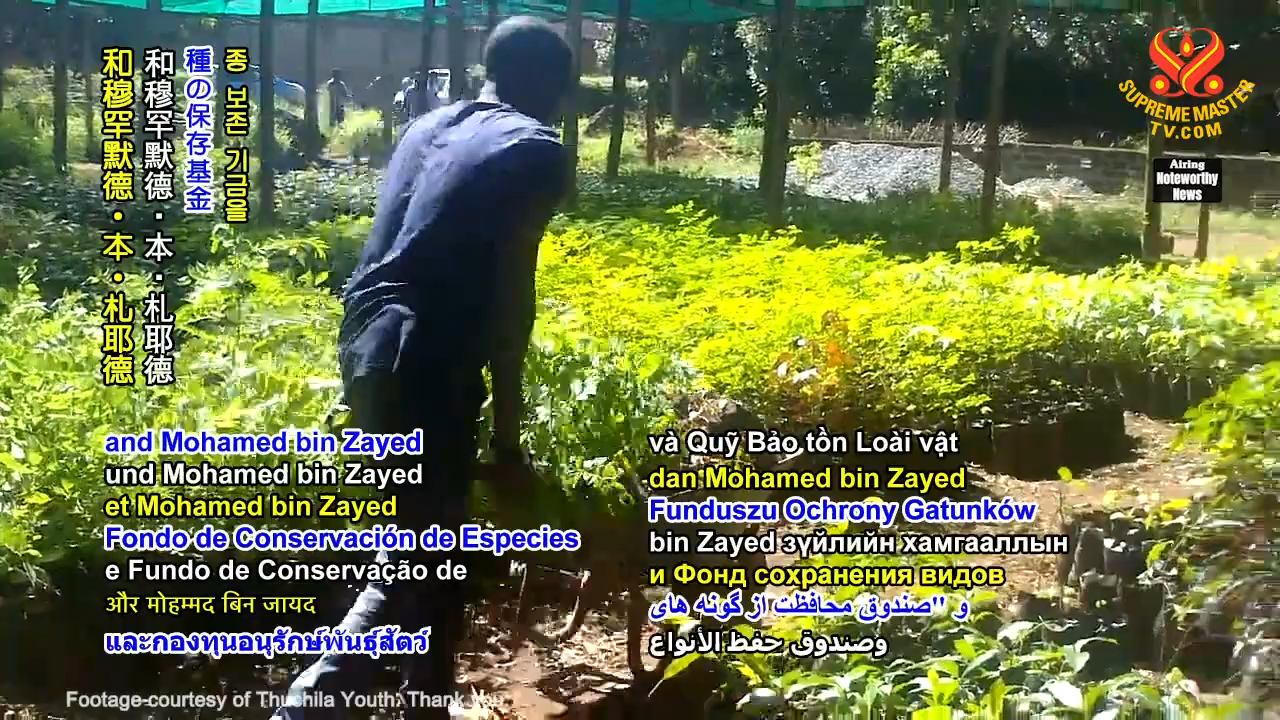 和穆罕默德·本·札耶德
和穆罕默德·本·札耶德
種の保存基金
종 보존 기금을
SUPREME MASTER
TV.COM
Airing
Noteworthy
News
and Mohamed bin Zayed
und Mohamed bin Zayed
et Mohamed bin Zayed
Fondo de Conservación de Especies
e Fundo de Conservação de
और मोहम्मद बिन जायद
และกองทุนอนุรักษ์พันธุ์สัตว์
và Quỹ Bảo tồn Loài vật
dan Mohamed bin Zayed
Funduszu Ochrony Gatunków
bin Zayed зүйлийн хамгааллын
и Фонд сохранения видов
و "صندوق محافظت از گونه های
وصندوق حفظ الأنواع
Footage-courtesy of Thuchila Youth. Thank you